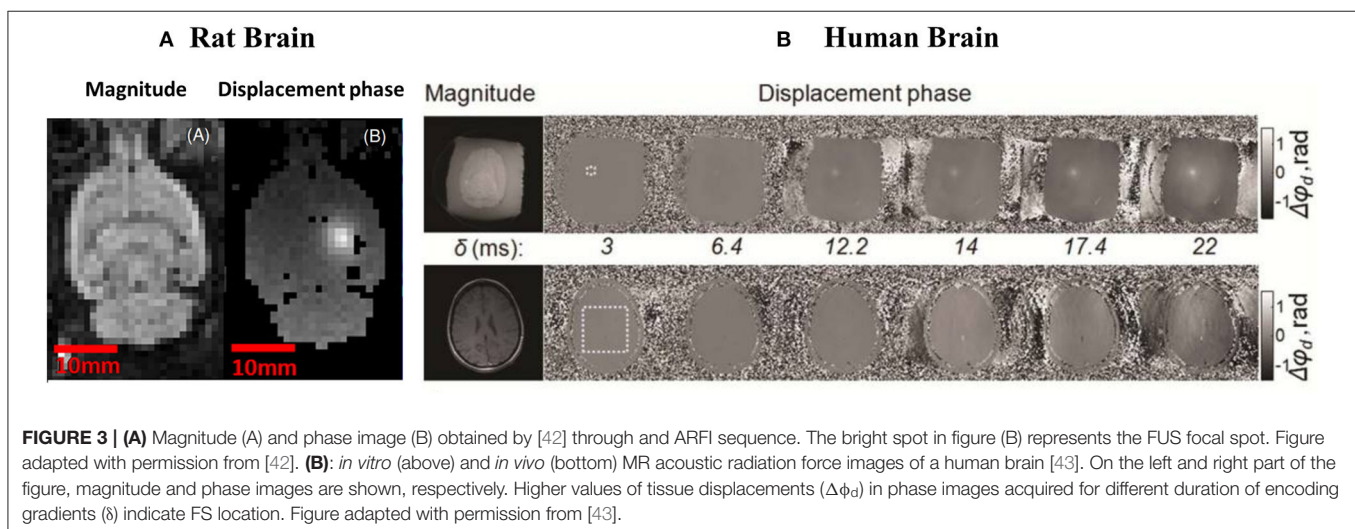 A Rat Brain
Magnitude Displacement phase
(A) (B)
10mm 10mm
B Human Brain
Magnitude Displacement phase
1
0
-1
Δφd, rad
δ (ms): 3 6.4 12.2 14 17.4 22
1
0
-1
Δφd, rad
FIGURE 3 | (A) Magnitude (A) and phase image (B) obtained by [42] through and ARFI sequence. The bright spot in figure (B) represents the FUS focal spot. Figure
adapted with permission from [42]. (B): in vitro (above) and in vivo (bottom) MR acoustic radiation force images of a human brain [43]. On the left and right part of the
figure, magnitude and phase images are shown, respectively. Higher values of tissue displacements (Δϕd) in phase images acquired for different duration of encoding
gradients (δ) indicate FS location. Figure adapted with permission from [43].